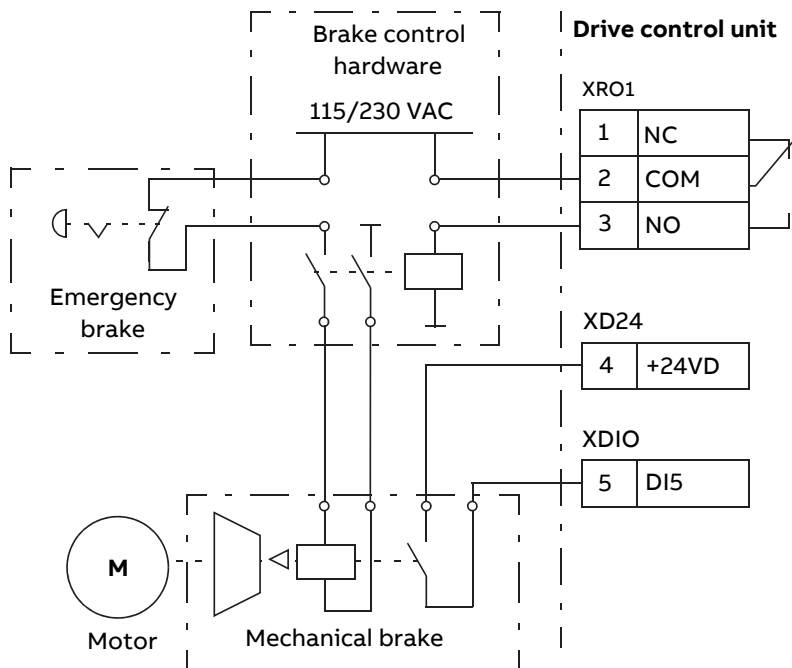 Brake control
hardware
Drive control unit
115/230 VAC
XRO1
1 NC
2 COM
3 NO
Emergency
brake
XD24
4 +24VD
XDIO
5 DI5
M
Motor
Mechanical brake